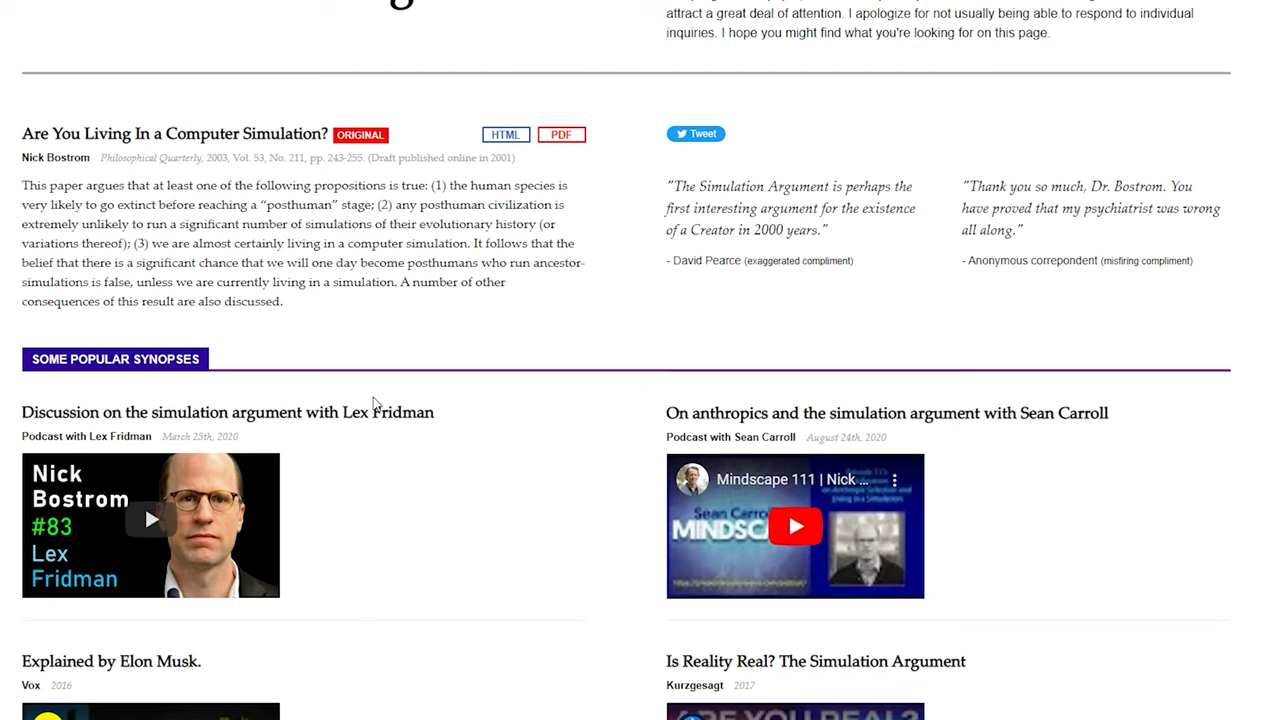 attract a great deal of attention. I apologize for not usually being able to respond to individual
inquiries. I hope you might find what you're looking for on this page.
Are You Living In a Computer Simulation? ORIGINAL HTML PDF
Nick Bostrom Philosophical Quarterly, 2003, Vol. 53, No. 211, pp. 243-255. (Draft published online in 2001)
This paper argues that at least one of the following propositions is true: (1) the human species is
very likely to go extinct before reaching a “posthuman” stage; (2) any posthuman civilization is
extremely unlikely to run a significant number of simulations of their evolutionary history (or
variations thereof); (3) we are almost certainly living in a computer simulation. It follows that the
belief that there is a significant chance that we will one day become posthumans who run ancestor-
simulations is false, unless we are currently living in a simulation. A number of other
consequences of this result are also discussed.
Tweet
"The Simulation Argument is perhaps the
first interesting argument for the existence
of a Creator in 2000 years."
- David Pearce (exaggerated compliment)
"Thank you so much, Dr. Bostrom. You
have proved that my psychiatrist was wrong
all along."
- Anonymous correpondent (misfiring compliment)
SOME POPULAR SYNOPSES
Discussion on the simulation argument with Lex Fridman
Podcast with Lex Fridman March 25th, 2020
Nick
Bostrom
#83
Lex
Fridman
On anthropics and the simulation argument with Sean Carroll
Podcast with Sean Carroll August 24th, 2020
Mindscape 111 | Nick ...
Sean Carro
MINDSCA
Explained by Elon Musk.
Vox 2016
Is Reality Real? The Simulation Argument
Kurzgesagt 2017
ARE YOU REAL?